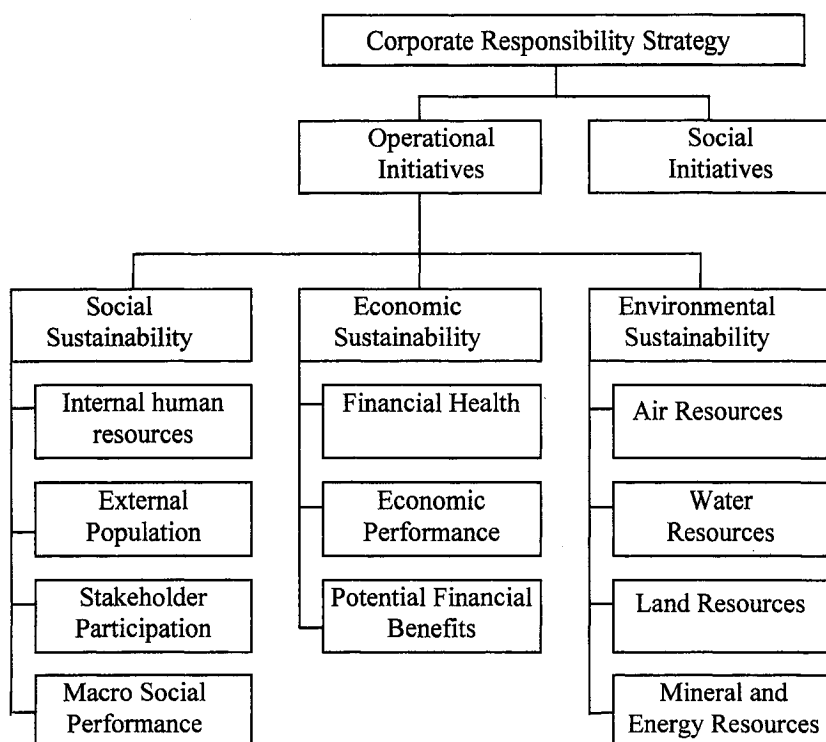 Corporate Responsibility Strategy
Operational
Initiatives
Social
Initiatives
Social
Sustainability
Economic
Sustainability
Environmental
Sustainability
Internal human
resources
Financial Health
Air Resources
External
Population
Economic
Performance
Water
Resources
Stakeholder
Participation
Potential Financial
Benefits
Land Resources
Macro Social
Performance
Mineral and
Energy Resources